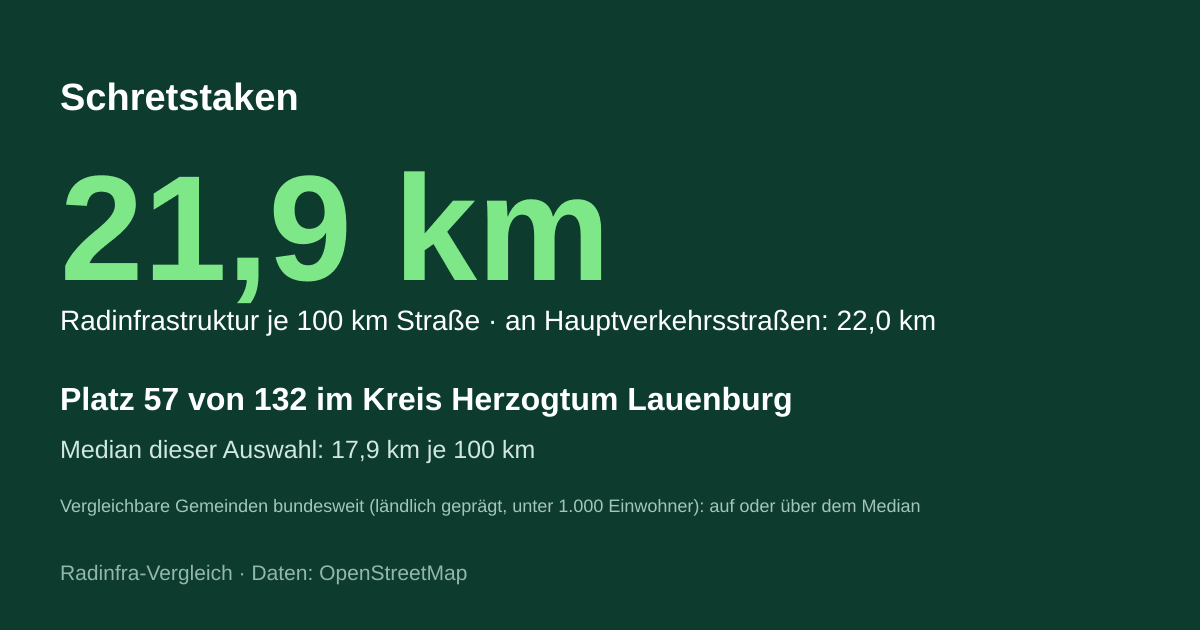 Schretstaken
21,9 km
Radinfrastruktur je 100 km Straße · an Hauptverkehrsstraßen: 22,0 km
Platz 57 von 132 im Kreis Herzogtum Lauenburg
Median dieser Auswahl: 17,9 km je 100 km
Vergleichbare Gemeinden bundesweit (ländlich geprägt, unter 1.000 Einwohner): auf oder über dem Median
Radinfra-Vergleich · Daten: OpenStreetMap